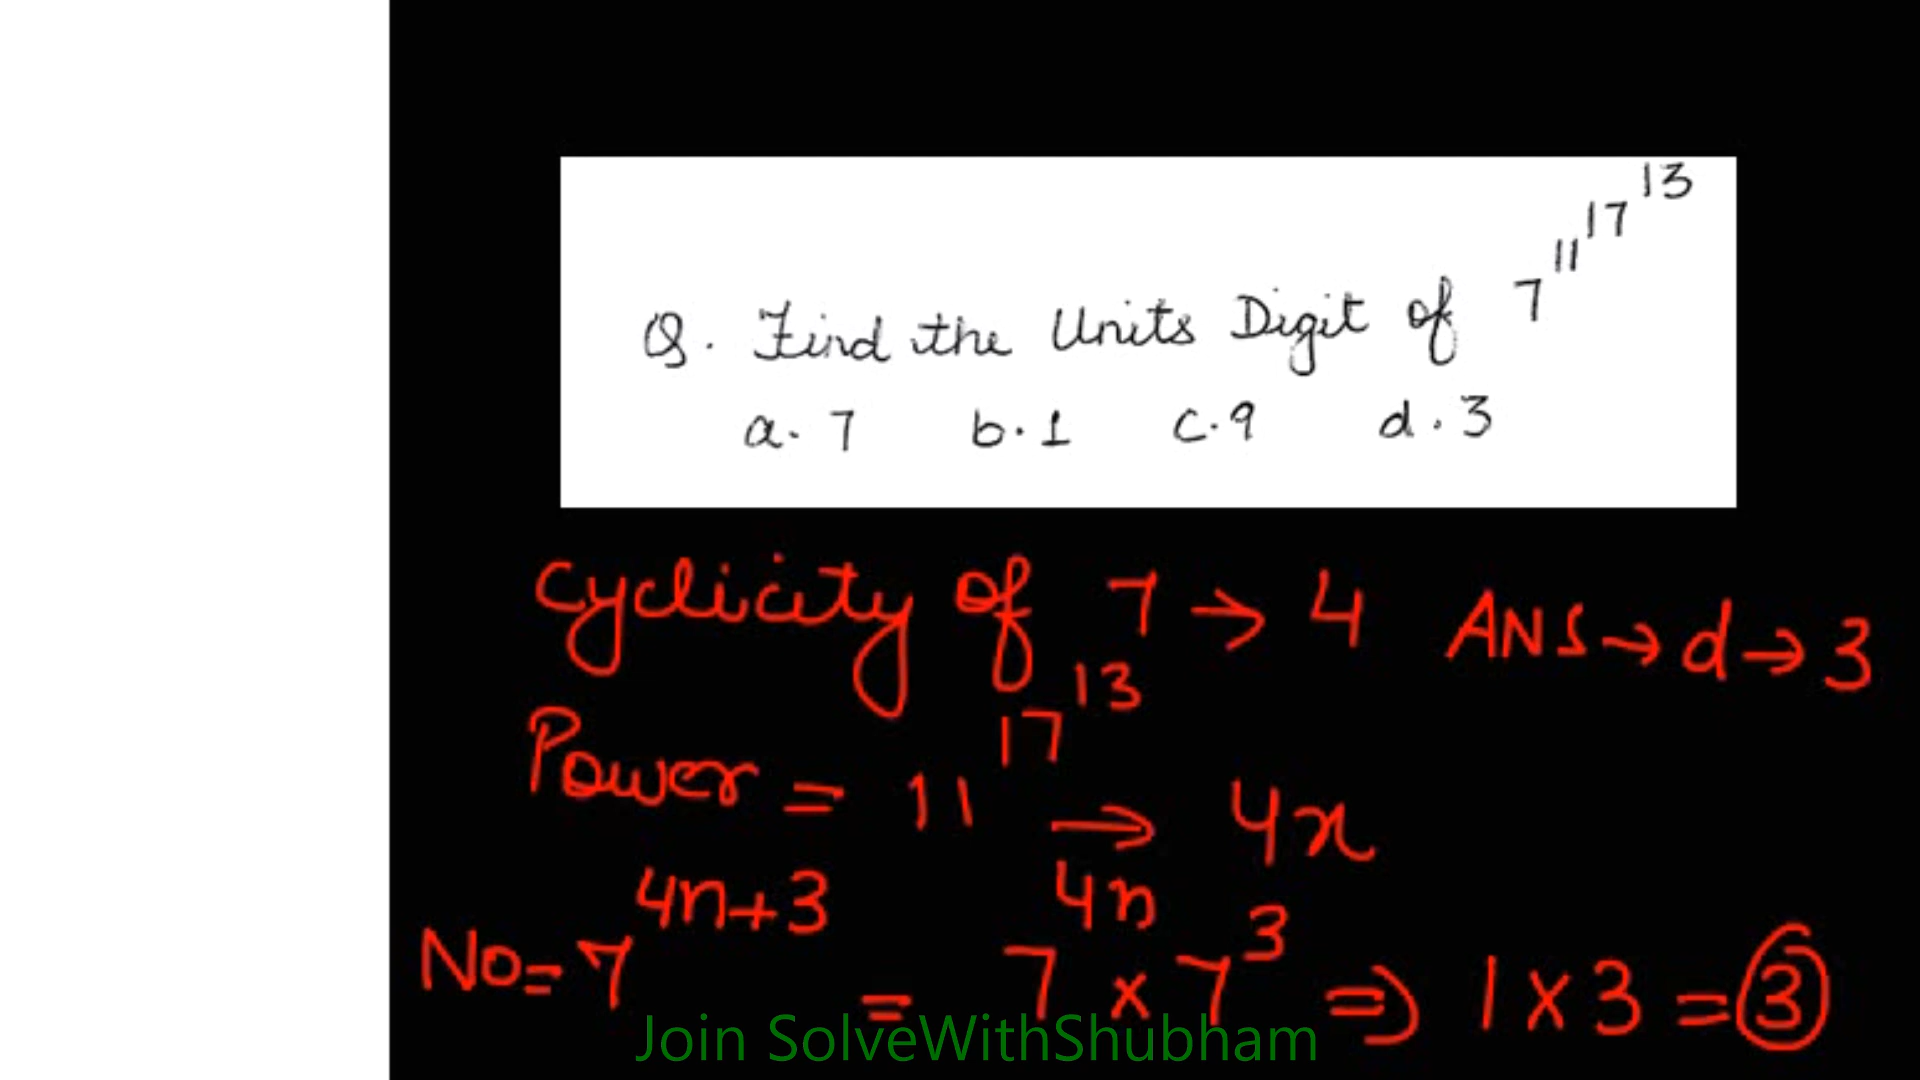 Q. Find the Units Digit of 7^11^17^13
a. 7 b. 1 c. 9 d. 3
Cyclicity of 7 → 4 ANS → d → 3
Power = 11^17^13 → 4x
No = 7^4n+3 = 7^4n × 7^3 ⇒ 1 × 3 = 3
Join SolveWithShubham